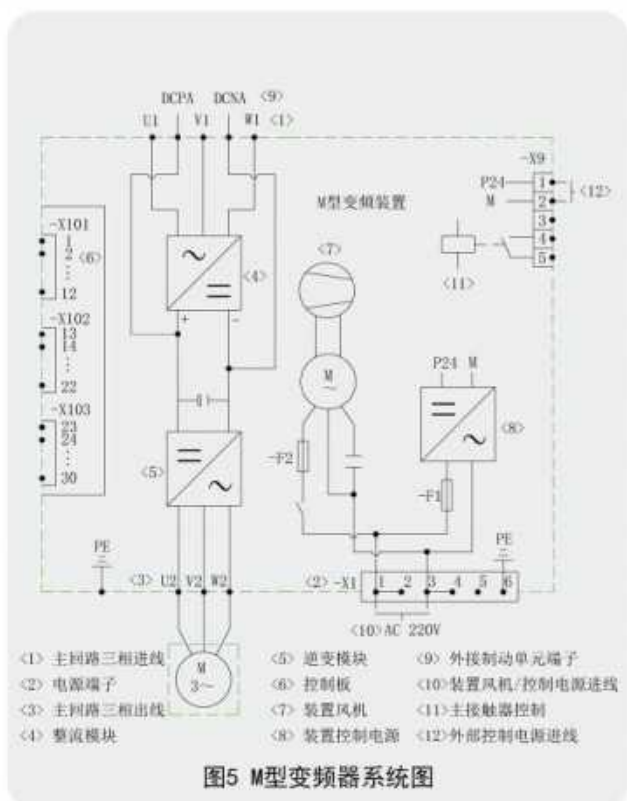 DCPA DCNA <9>
U1 V1 W1 <1>
-X9
P24 1
M 2 <12>
3
4
5
<11>
M型变频装置
-X101
1
2 <6>
12
-X102
13
14
22
-X103
23
24
30
<4>
+ -
<7>
M
~
P24 M
<8>
-F2
-F1
<5>
PE
PE
<3> U2 V2 W2
<2> -X1 1 2 3 4 5 6
<10>AC 220V
M
3~
<1> 主回路三相进线
<2> 电源端子
<3> 主回路三相出线
<4> 整流模块
<5> 逆变模块
<6> 控制板
<7> 装置风机
<8> 装置控制电源
<9> 外接制动单元端子
<10>装置风机/控制电源进线
<11>主接触器控制
<12>外部控制电源进线
图5 M型变频器系统图